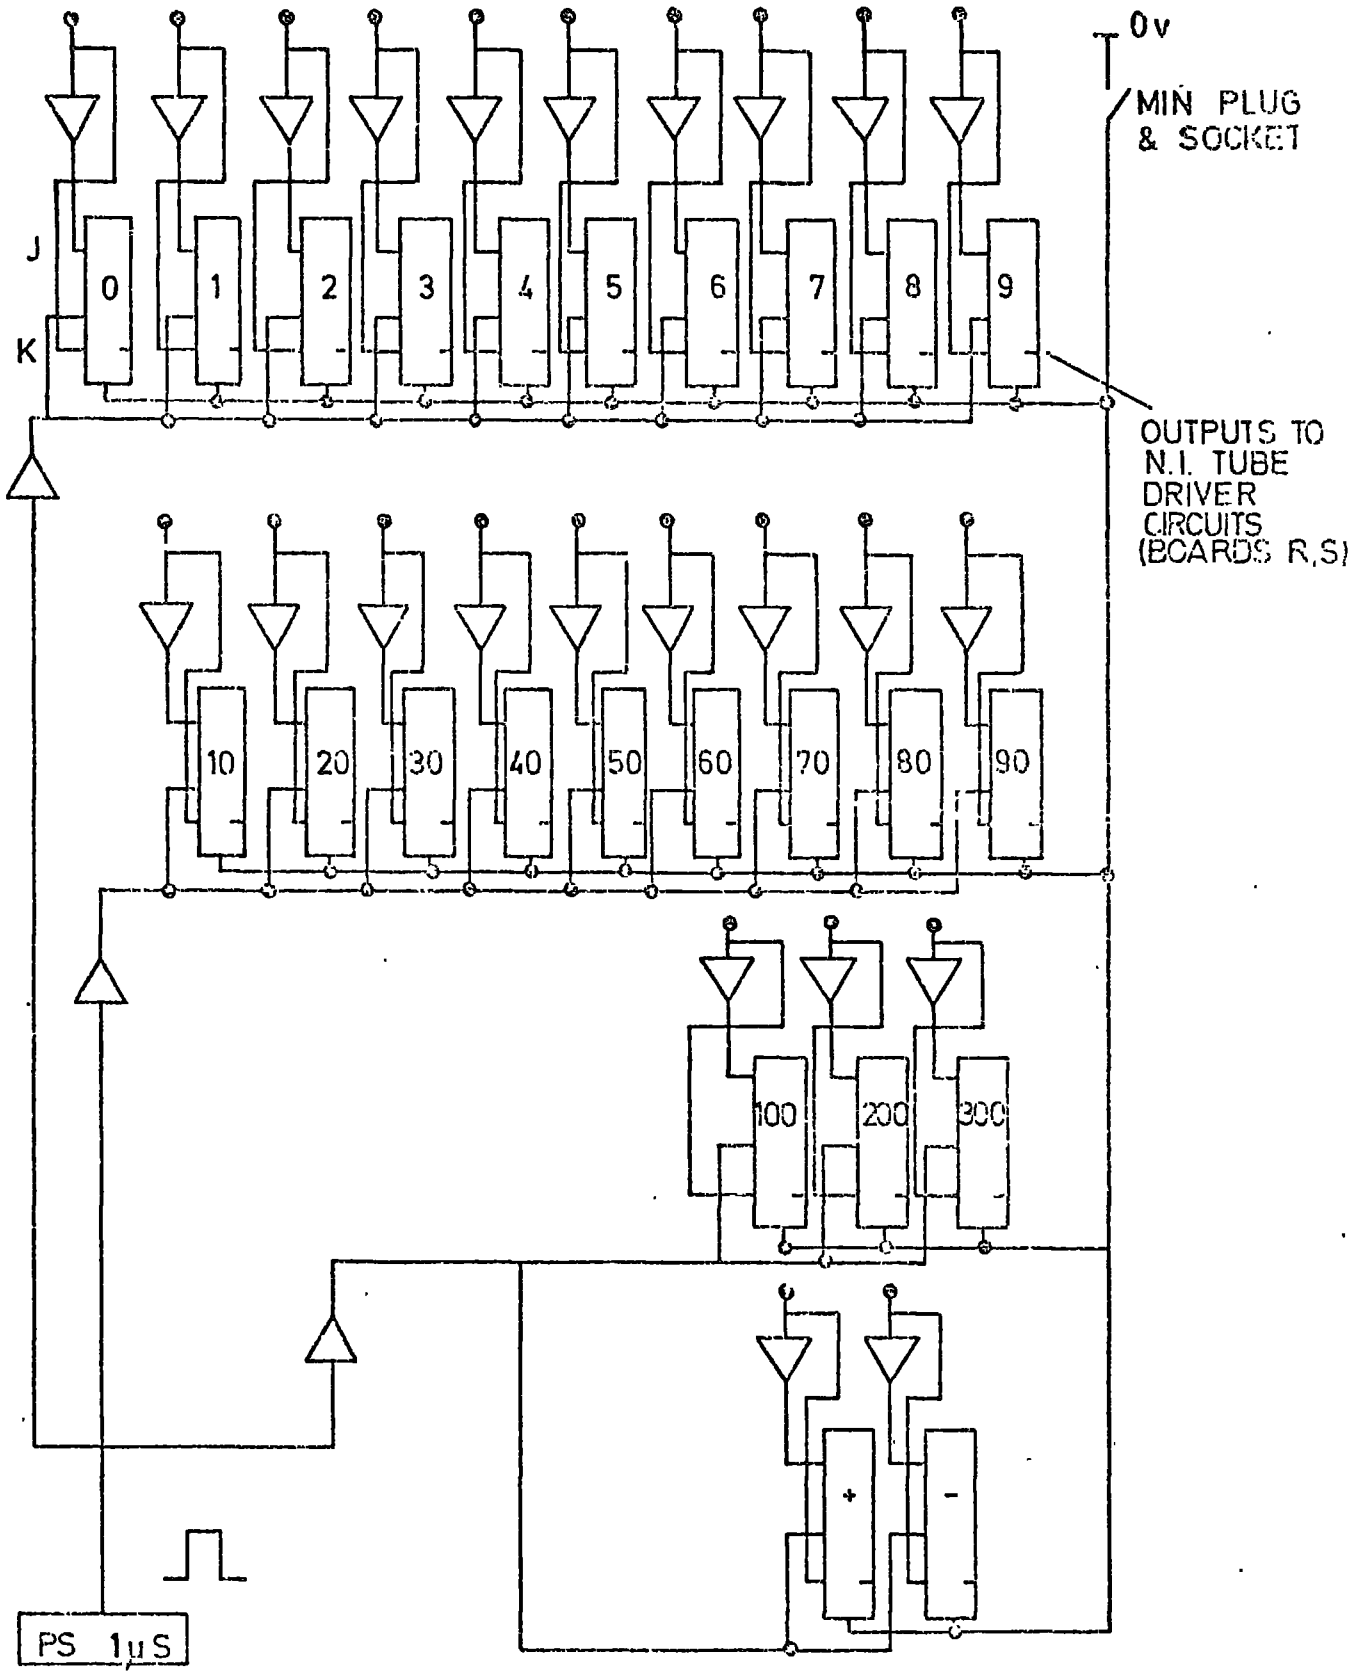 0v
MIN PLUG
& SOCKET
J
0 1 2 3 4 5 6 7 8 9
K
OUTPUTS TO
N.I. TUBE
DRIVER
CIRCUITS
(BOARDS R,S)
10 20 30 40 50 60 70 80 90
100 200 300
+ -
PS 1µS